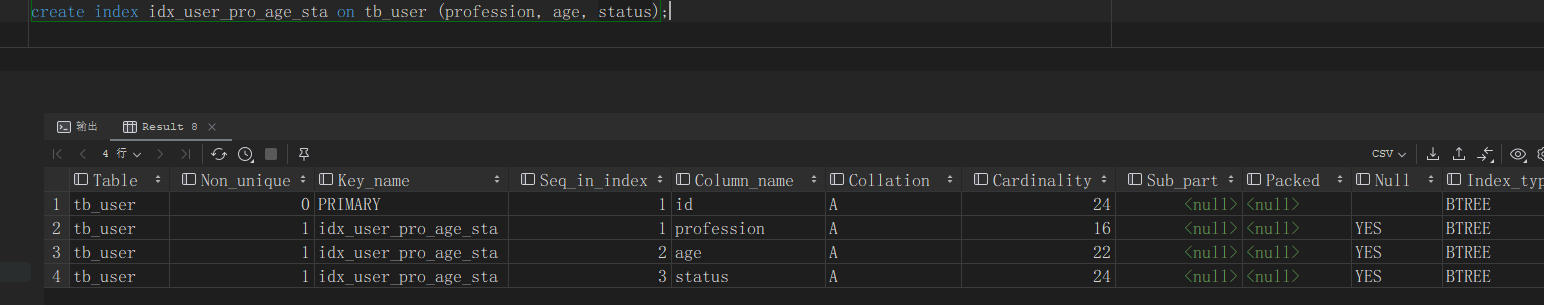 create index idx_user_pro_age_sta on tb_user (profession, age, status);
输出 Result 8
4 行 CSV
Table Non_unique Key_name Seq_in_index Column_name Collation Cardinality Sub_part Packed Null Index_typ
1 tb_user 0 PRIMARY 1 id A 24 <null> <null> BTREE
2 tb_user 1 idx_user_pro_age_sta 1 profession A 16 <null> <null> YES BTREE
3 tb_user 1 idx_user_pro_age_sta 2 age A 22 <null> <null> YES BTREE
4 tb_user 1 idx_user_pro_age_sta 3 status A 24 <null> <null> YES BTREE